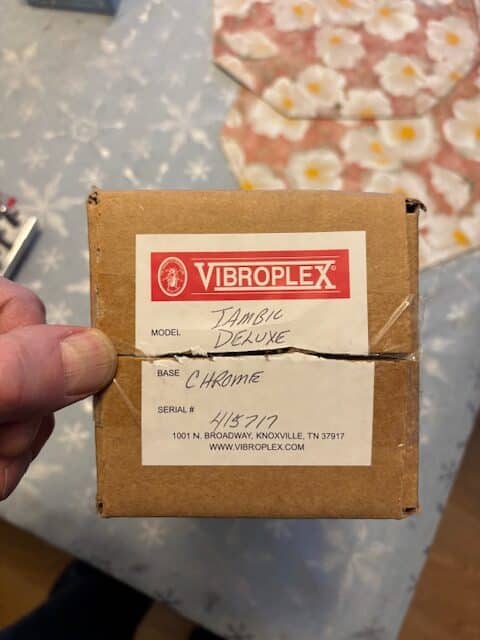 VIBROPLEX®
MODEL IAMBIC DELUXE
BASE CHROME
SERIAL # 415717
1001 N. BROADWAY, KNOXVILLE, TN 37917
WWW.VIBROPLEX.COM